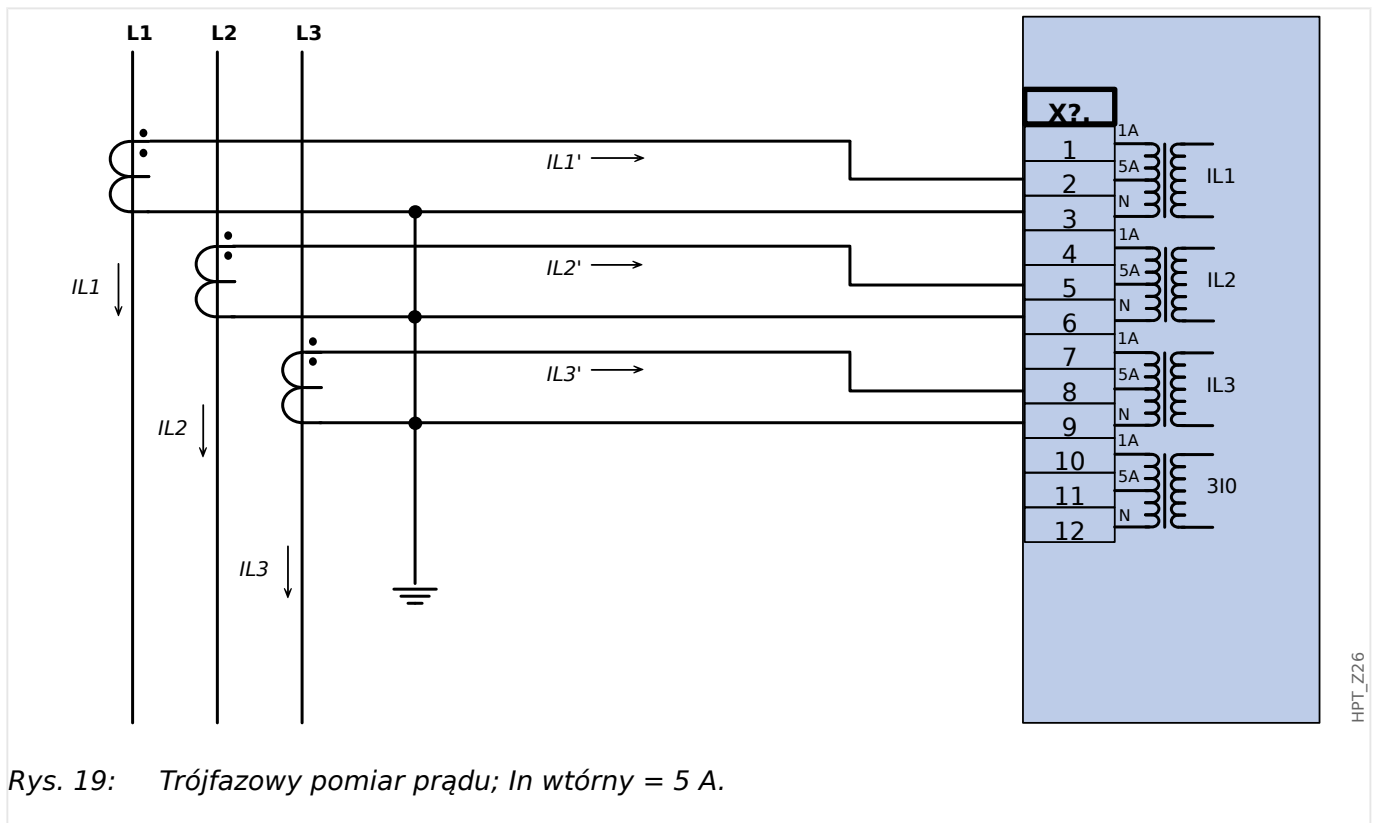 L1 L2 L3
X?.
1A
1
IL1'
5A
IL1
2
N
3
1A
4
IL2'
5A
IL2
IL1
5
N
6
1A
7
IL3'
5A
IL3
8
N
9
IL2
1A
10
5A
3I0
11
N
12
IL3
HPT_Z26
Rys. 19: Trójfazowy pomiar prądu; In wtórny = 5 A.